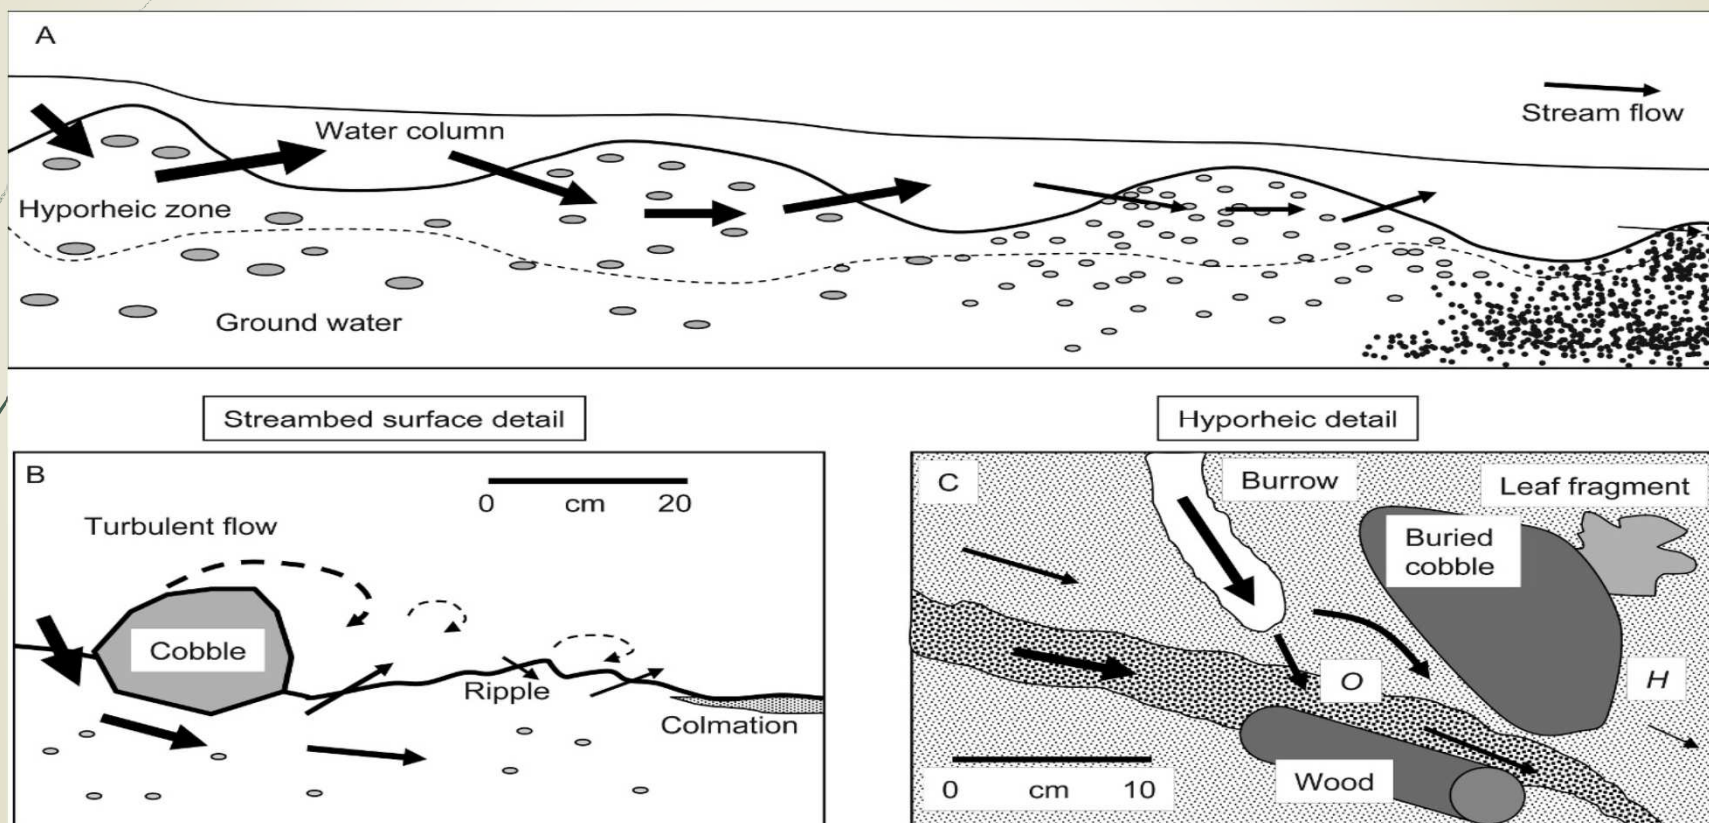 A
Stream flow
Water column
Hyporheic zone
Ground water
Streambed surface detail
Hyporheic detail
B
0 cm 20
Turbulent flow
Cobble
Ripple
Colmation
C
Burrow
Leaf fragment
Buried
cobble
O
H
0 cm 10
Wood